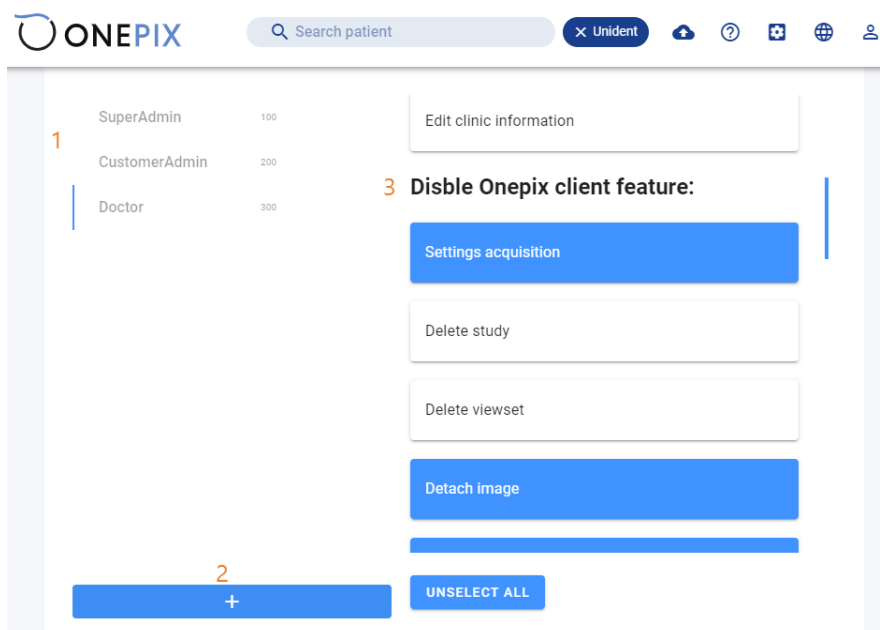 ONEPIX
Sesarch patient
× Unident
1
SuperAdmin 100
CustomerAdmin 200
Doctor 300
Edit clinic information
3 Disble Onepix client feature:
Settings acquisition
Delete study
Delete viewset
Detach image
2
+
UNSELECT ALL